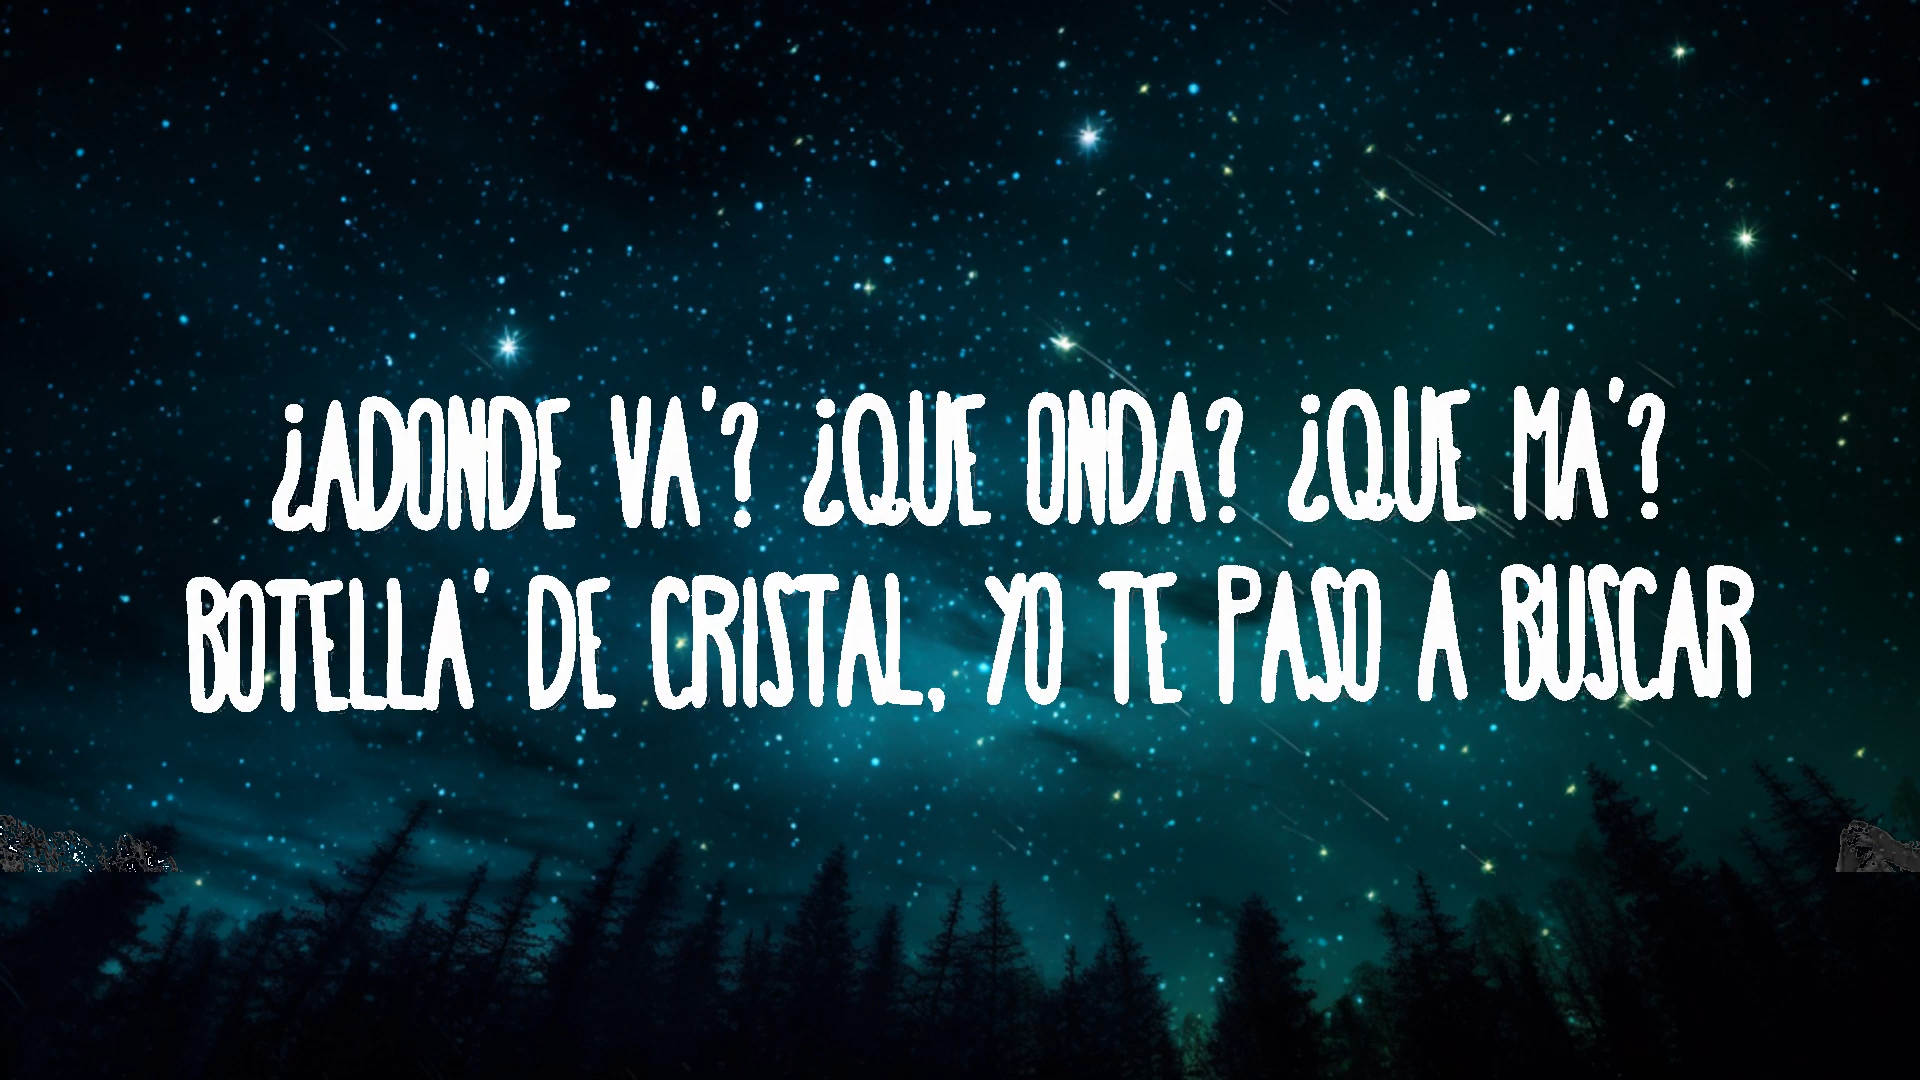 ¿ADONDE VA'? ¿QUE ONDA? ¿QUE MA'?
BOTELLA' DE CRISTAL, YO TE PASO A BUSCAR